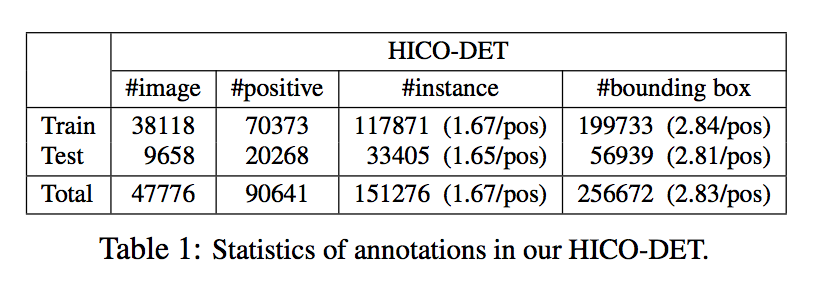 HICO-DET
#image #positive #instance #bounding box
Train 38118 70373 117871 (1.67/pos) 199733 (2.84/pos)
Test 9658 20268 33405 (1.65/pos) 56939 (2.81/pos)
Total 47776 90641 151276 (1.67/pos) 256672 (2.83/pos)
Table 1: Statistics of annotations in our HICO-DET.